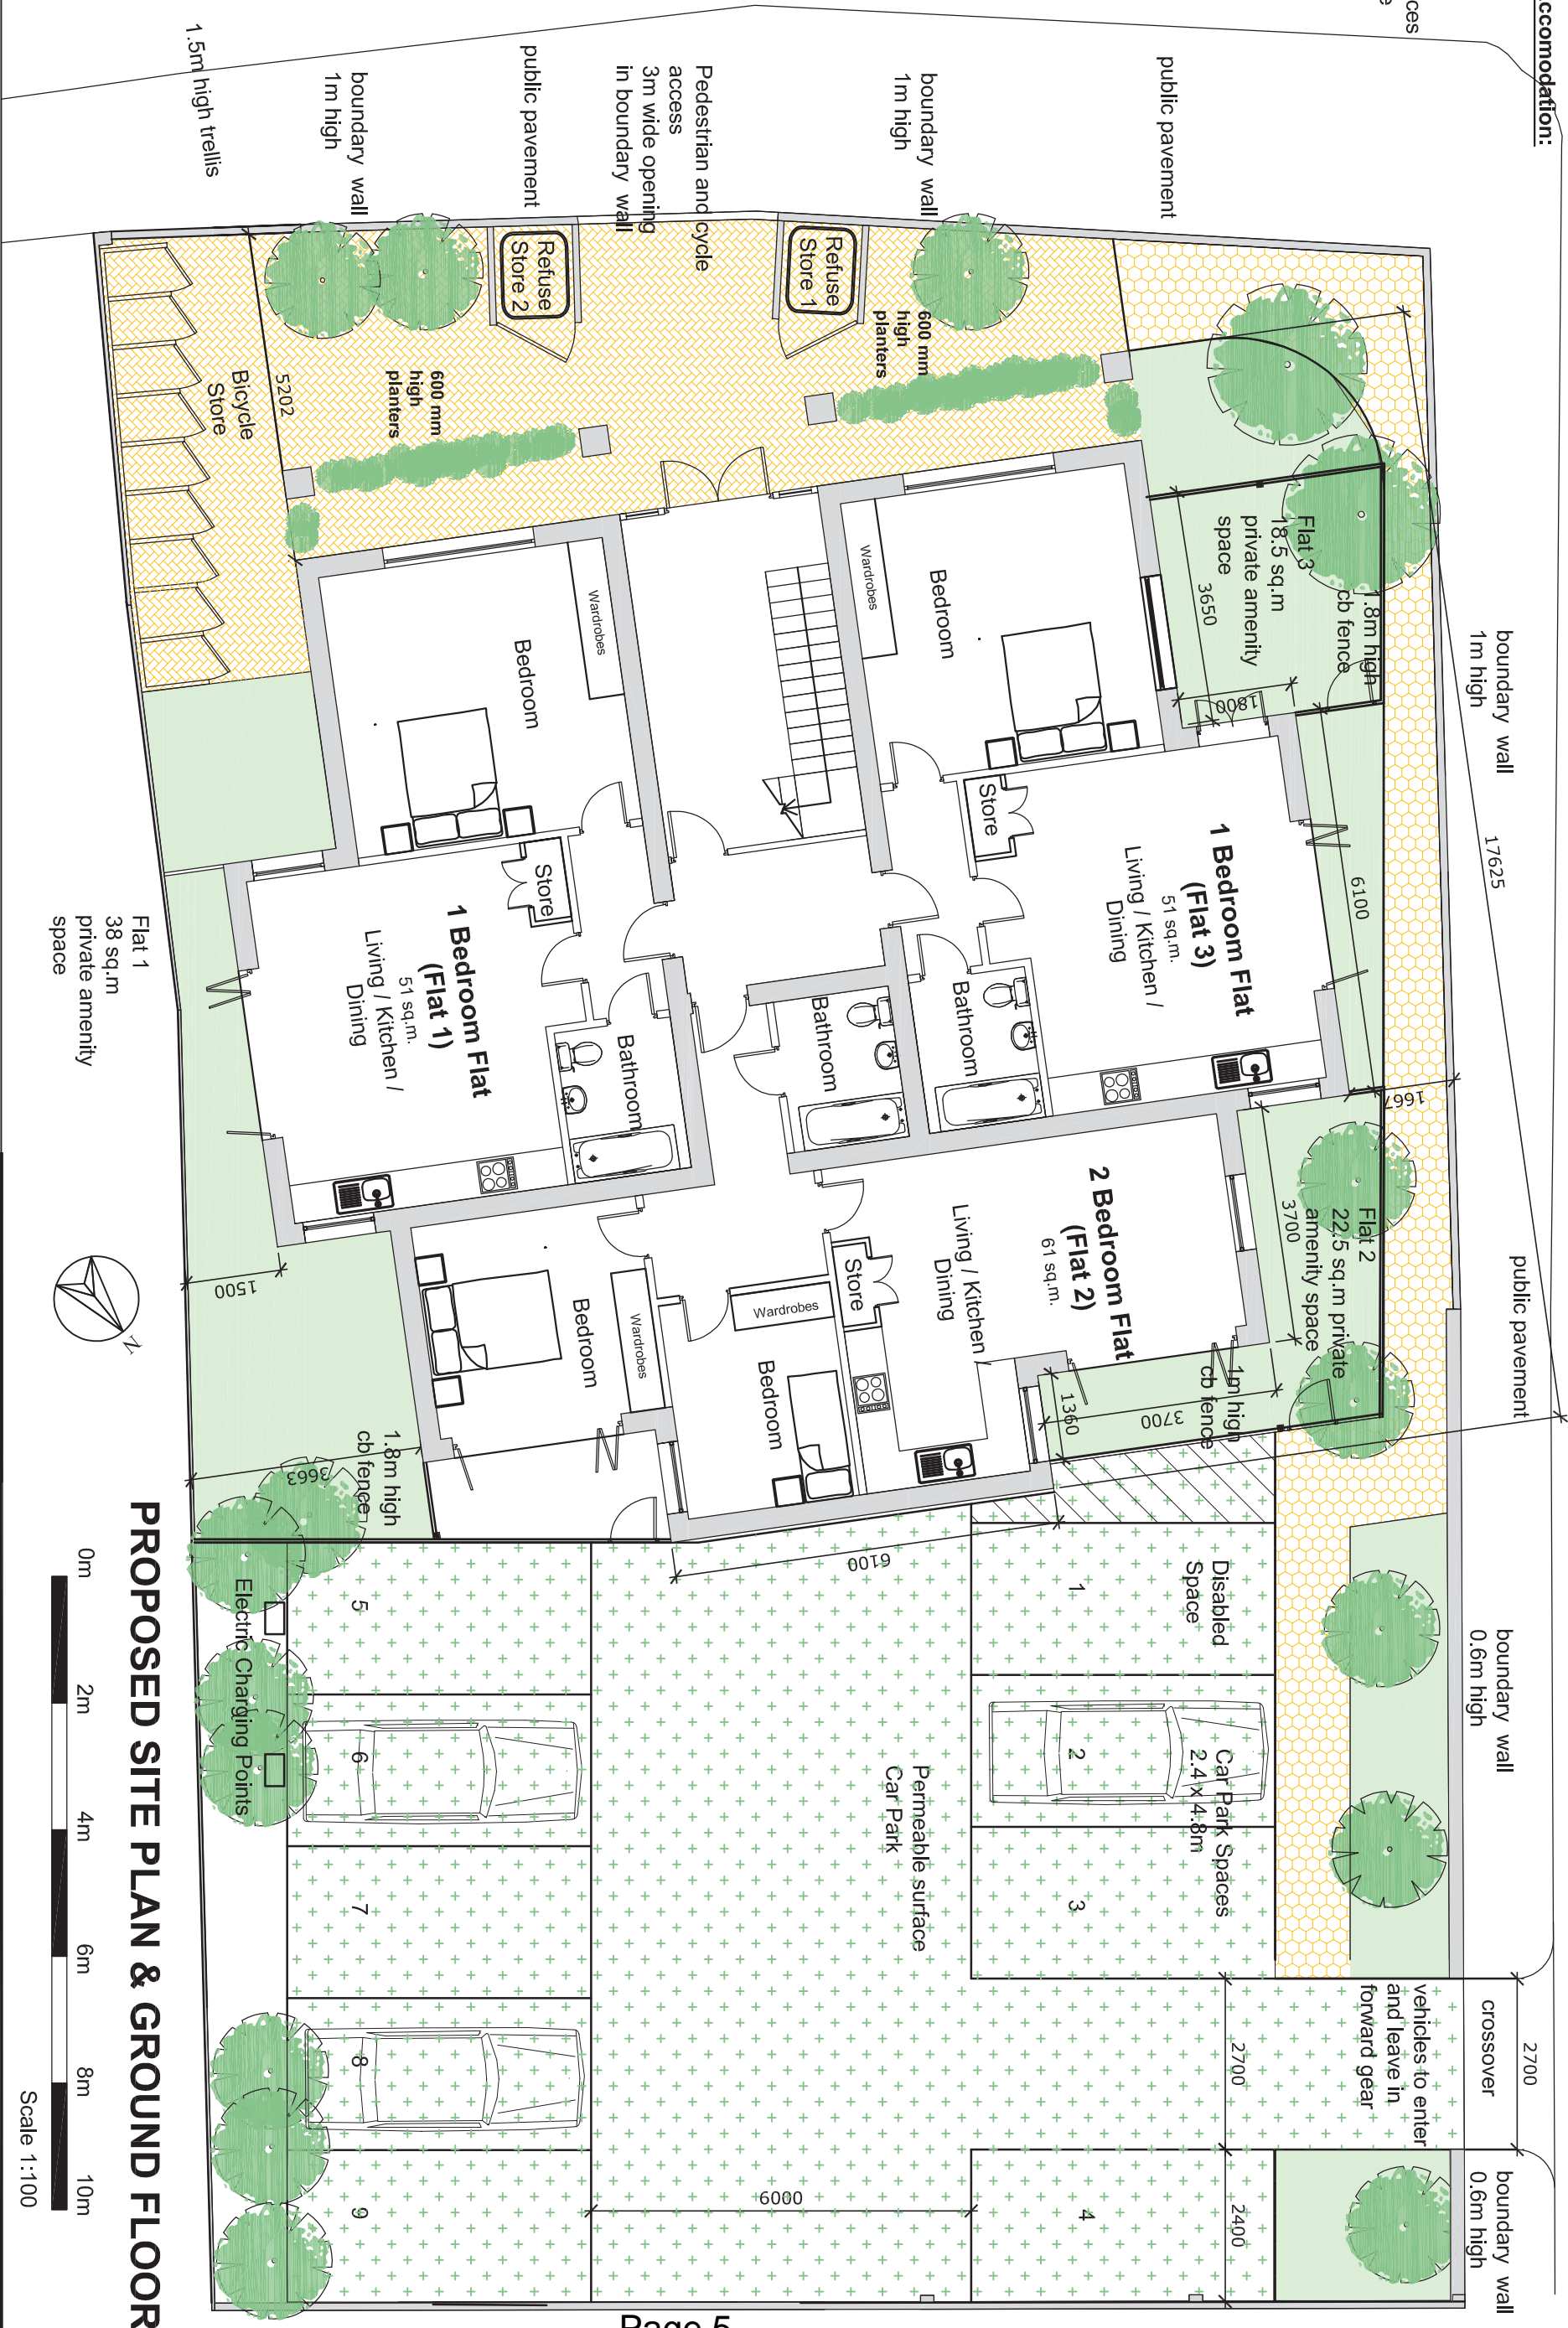 ccomodation:
ces
e
public pavement
boundary wall
1m high
Pedestrian and cycle
access
3m wide opening
in boundary wall
public pavement
boundary wall
1m high
1.5m high trellis
Refuse
Store 1
Refuse
Store 2
600 mm
high
planters
600 mm
high
planters
Bicycle
Store
5202
Flat 3
18.5 sq.m
private amenity
space
1.8m high
cb fence
3650
1800
boundary wall
1m high
17625
6100
1667
Wardrobes
Bedroom
Wardrobes
Bedroom
Store
1 Bedroom Flat
(Flat 3)
51 sq.m.
Living / Kitchen /
Dining
Bathroom
Bathroom
Store
1 Bedroom Flat
(Flat 1)
51 sq.m.
Living / Kitchen /
Dining
Bathroom
Flat 1
38 sq.m
private amenity
space
1500
Flat 2
22.5 sq.m private
amenity space
3700
2 Bedroom Flat
(Flat 2)
61 sq.m.
Living / Kitchen /
Dining
Store
Wardrobes
Wardrobes
Bedroom
Bedroom
1m high
cb fence
3700
1360
public pavement
1.8m high
cb fence
3663
6100
N
Disabled
Space
1
2
3
4
5
6
7
8
9
Car Park Spaces
2.4 x 4.8m
Permeable surface
Car Park
Electric Charging Points
boundary wall
0.6m high
vehicles to enter
and leave in
forward gear
crossover
2700
2700
2400
6000
boundary wall
0.6m high
PROPOSED SITE PLAN & GROUND FLOOR
0m
2m
4m
6m
8m
10m
Scale 1:100
Page 5